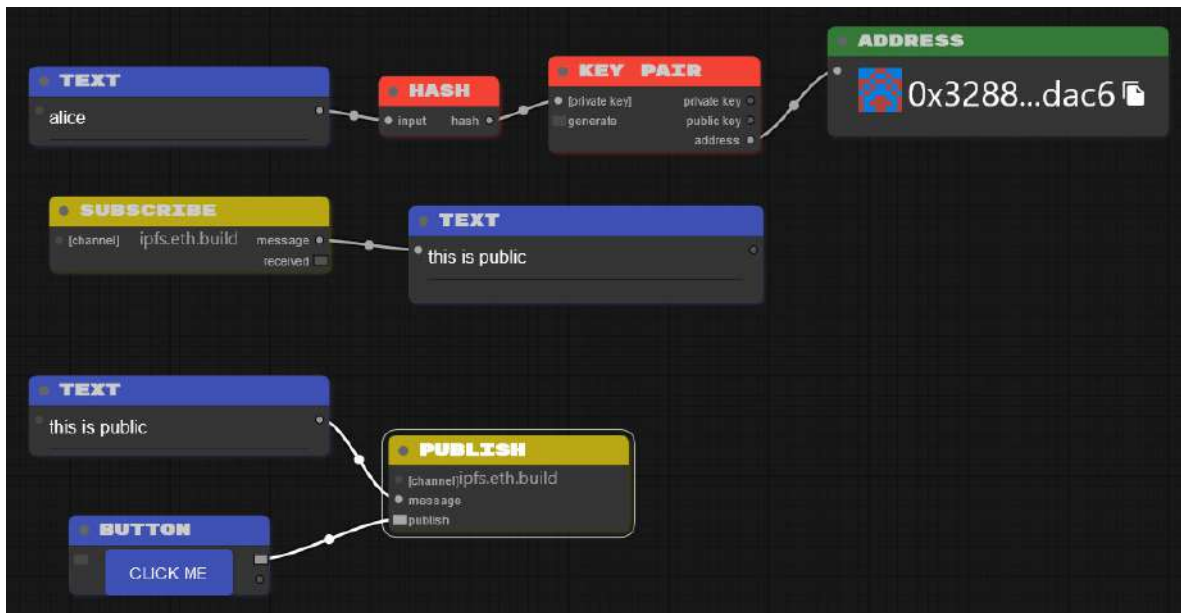 TEXT
alice
HASH
input hash
KEY PAIR
[private key] private key
generate public key
address
ADDRESS
0x3288...dac6
SUBSCRIBE
[channel] ipfs.eth.build message
received
TEXT
this is public
TEXT
this is public
PUBLISH
[channel] ipfs.eth.build
message
publish
BUTTON
CLICK ME